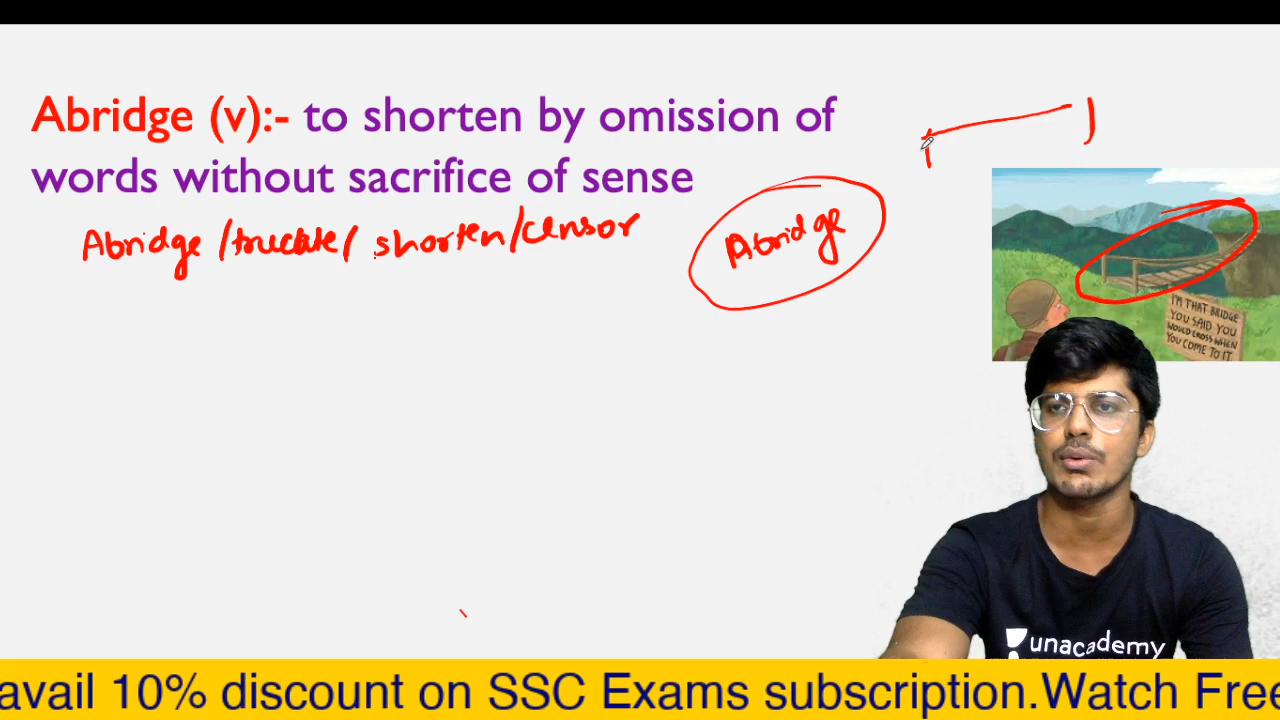 Abridge (v):- to shorten by omission of
words without sacrifice of sense
Abridge / truncate / shorten / censor
Abridge
I'M THAT BRIDGE
YOU SAID YOU
WOULD CROSS WHEN
YOU COME TO IT
unacademy
avail 10% discount on SSC Exams subscription.Watch Free